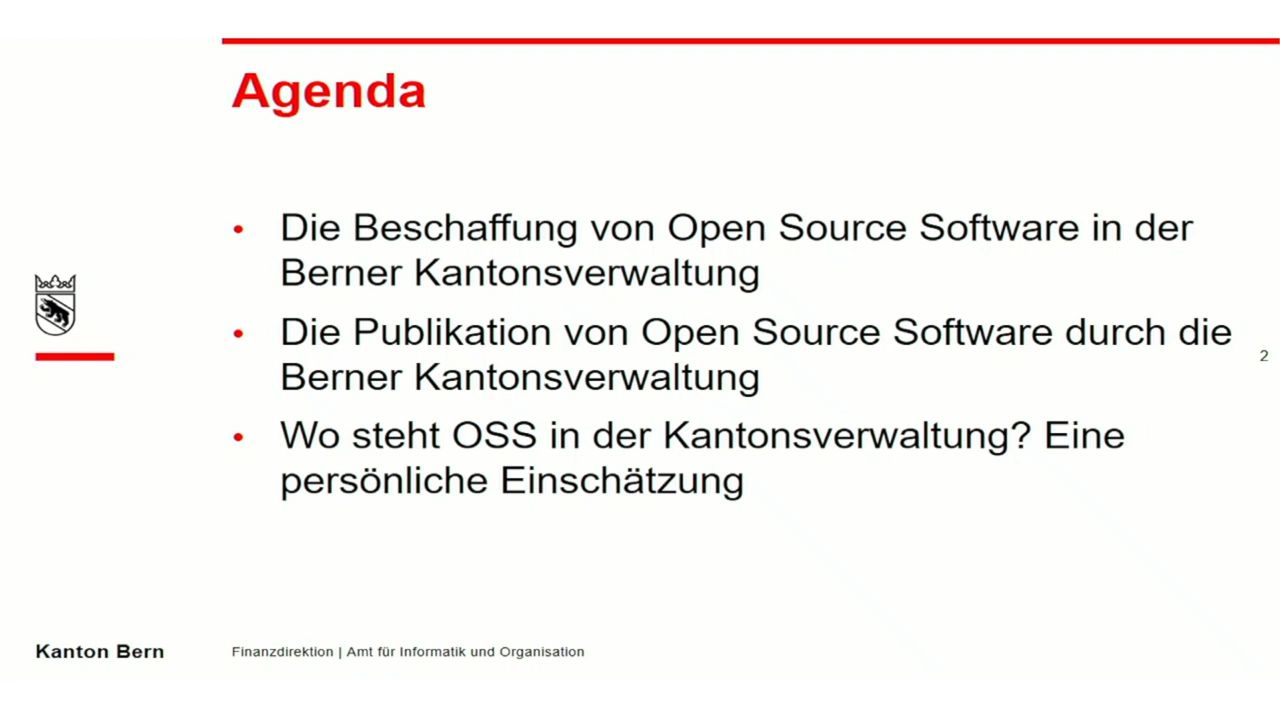 Agenda
• Die Beschaffung von Open Source Software in der
Berner Kantonsverwaltung
• Die Publikation von Open Source Software durch die
Berner Kantonsverwaltung
2
• Wo steht OSS in der Kantonsverwaltung? Eine
persönliche Einschätzung
Kanton Bern
Finanzdirektion | Amt für Informatik und Organisation